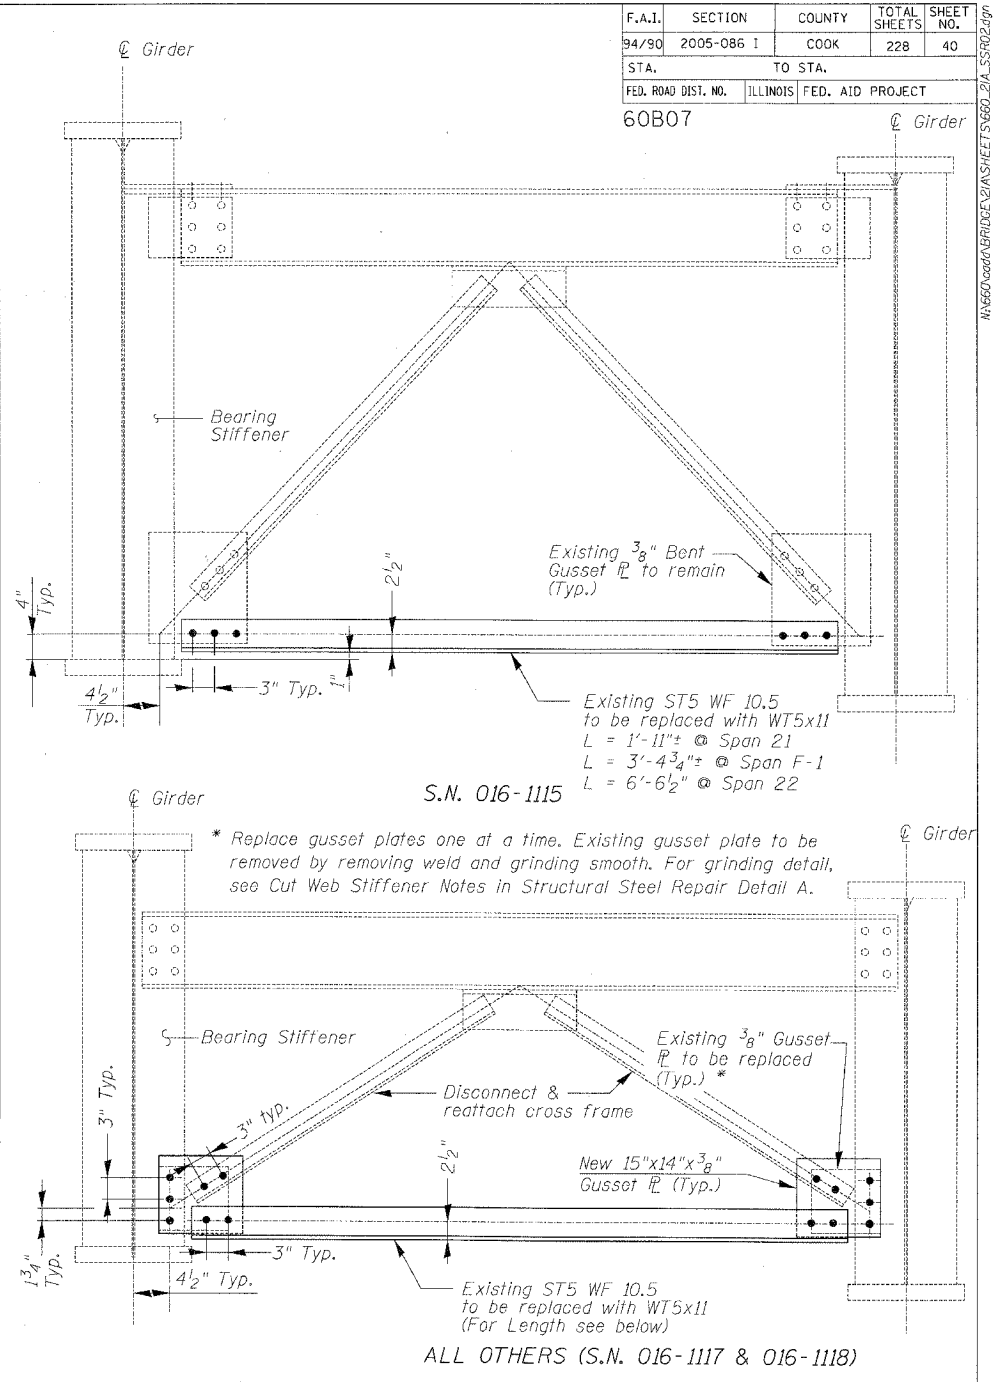 F.A.I. SECTION COUNTY TOTAL SHEETS SHEET NO.
94/90 2005-086 I COOK 228 40
STA. TO STA.
FED. ROAD DIST. NO. ILLINOIS FED. AID PROJECT
60B07
℄ Girder
℄ Girder
Bearing
Stiffener
Existing 3/8" Bent
Gusset ⅊ to remain
(Typ.)
2½"
4"
Typ.
4½"
Typ.
3" Typ.
1"
Existing ST5 WF 10.5
to be replaced with WT5x11
L = 1'-11"± @ Span 21
L = 3'-4¾"± @ Span F-1
L = 6'-6½" @ Span 22
S.N. 016-1115
℄ Girder
℄ Girder
* Replace gusset plates one at a time. Existing gusset plate to be
removed by removing weld and grinding smooth. For grinding detail,
see Cut Web Stiffener Notes in Structural Steel Repair Detail A.
Bearing Stiffener
Existing 3/8" Gusset
⅊ to be replaced
(Typ.) *
Disconnect &
reattach cross frame
3" Typ.
3" typ.
2½"
New 15"x14"x3/8"
Gusset ⅊ (Typ.)
1¾"
Typ.
3" Typ.
4½" Typ.
Existing ST5 WF 10.5
to be replaced with WT5x11
(For Length see below)
ALL OTHERS (S.N. 016-1117 & 016-1118)
N:\660\cadd\BRIDGE\21A\SHEETS\660_21A_SSR02.dgn